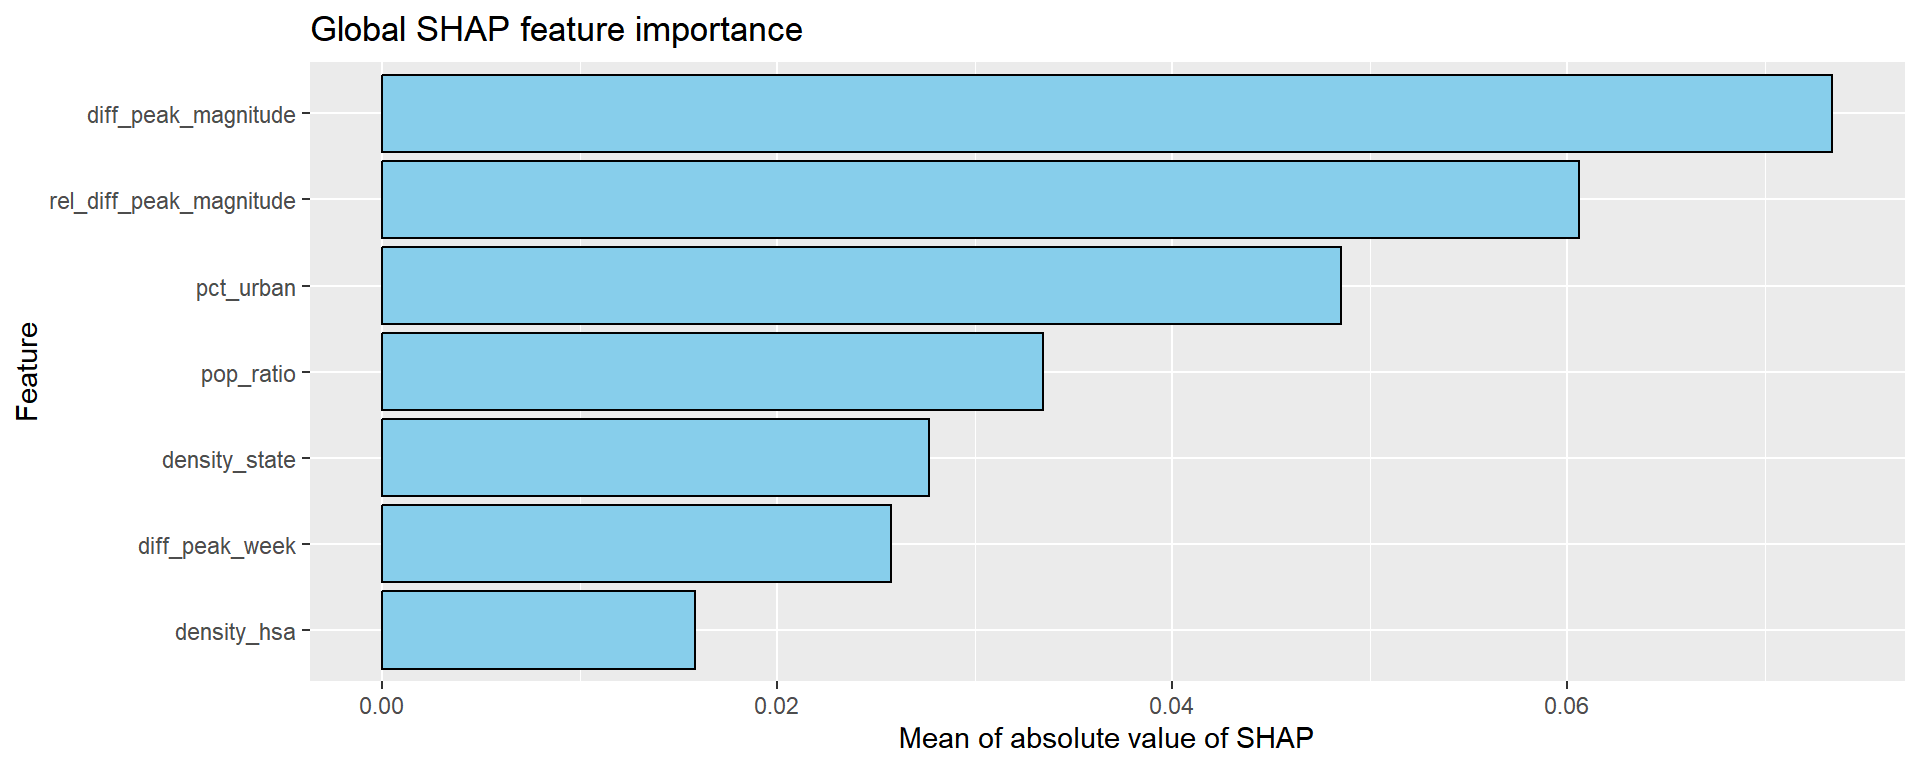 Global SHAP feature importance
diff_peak_magnitude
rel_diff_peak_magnitude
pct_urban
pop_ratio
density_state
diff_peak_week
density_hsa
Feature
0.00 0.02 0.04 0.06
Mean of absolute value of SHAP